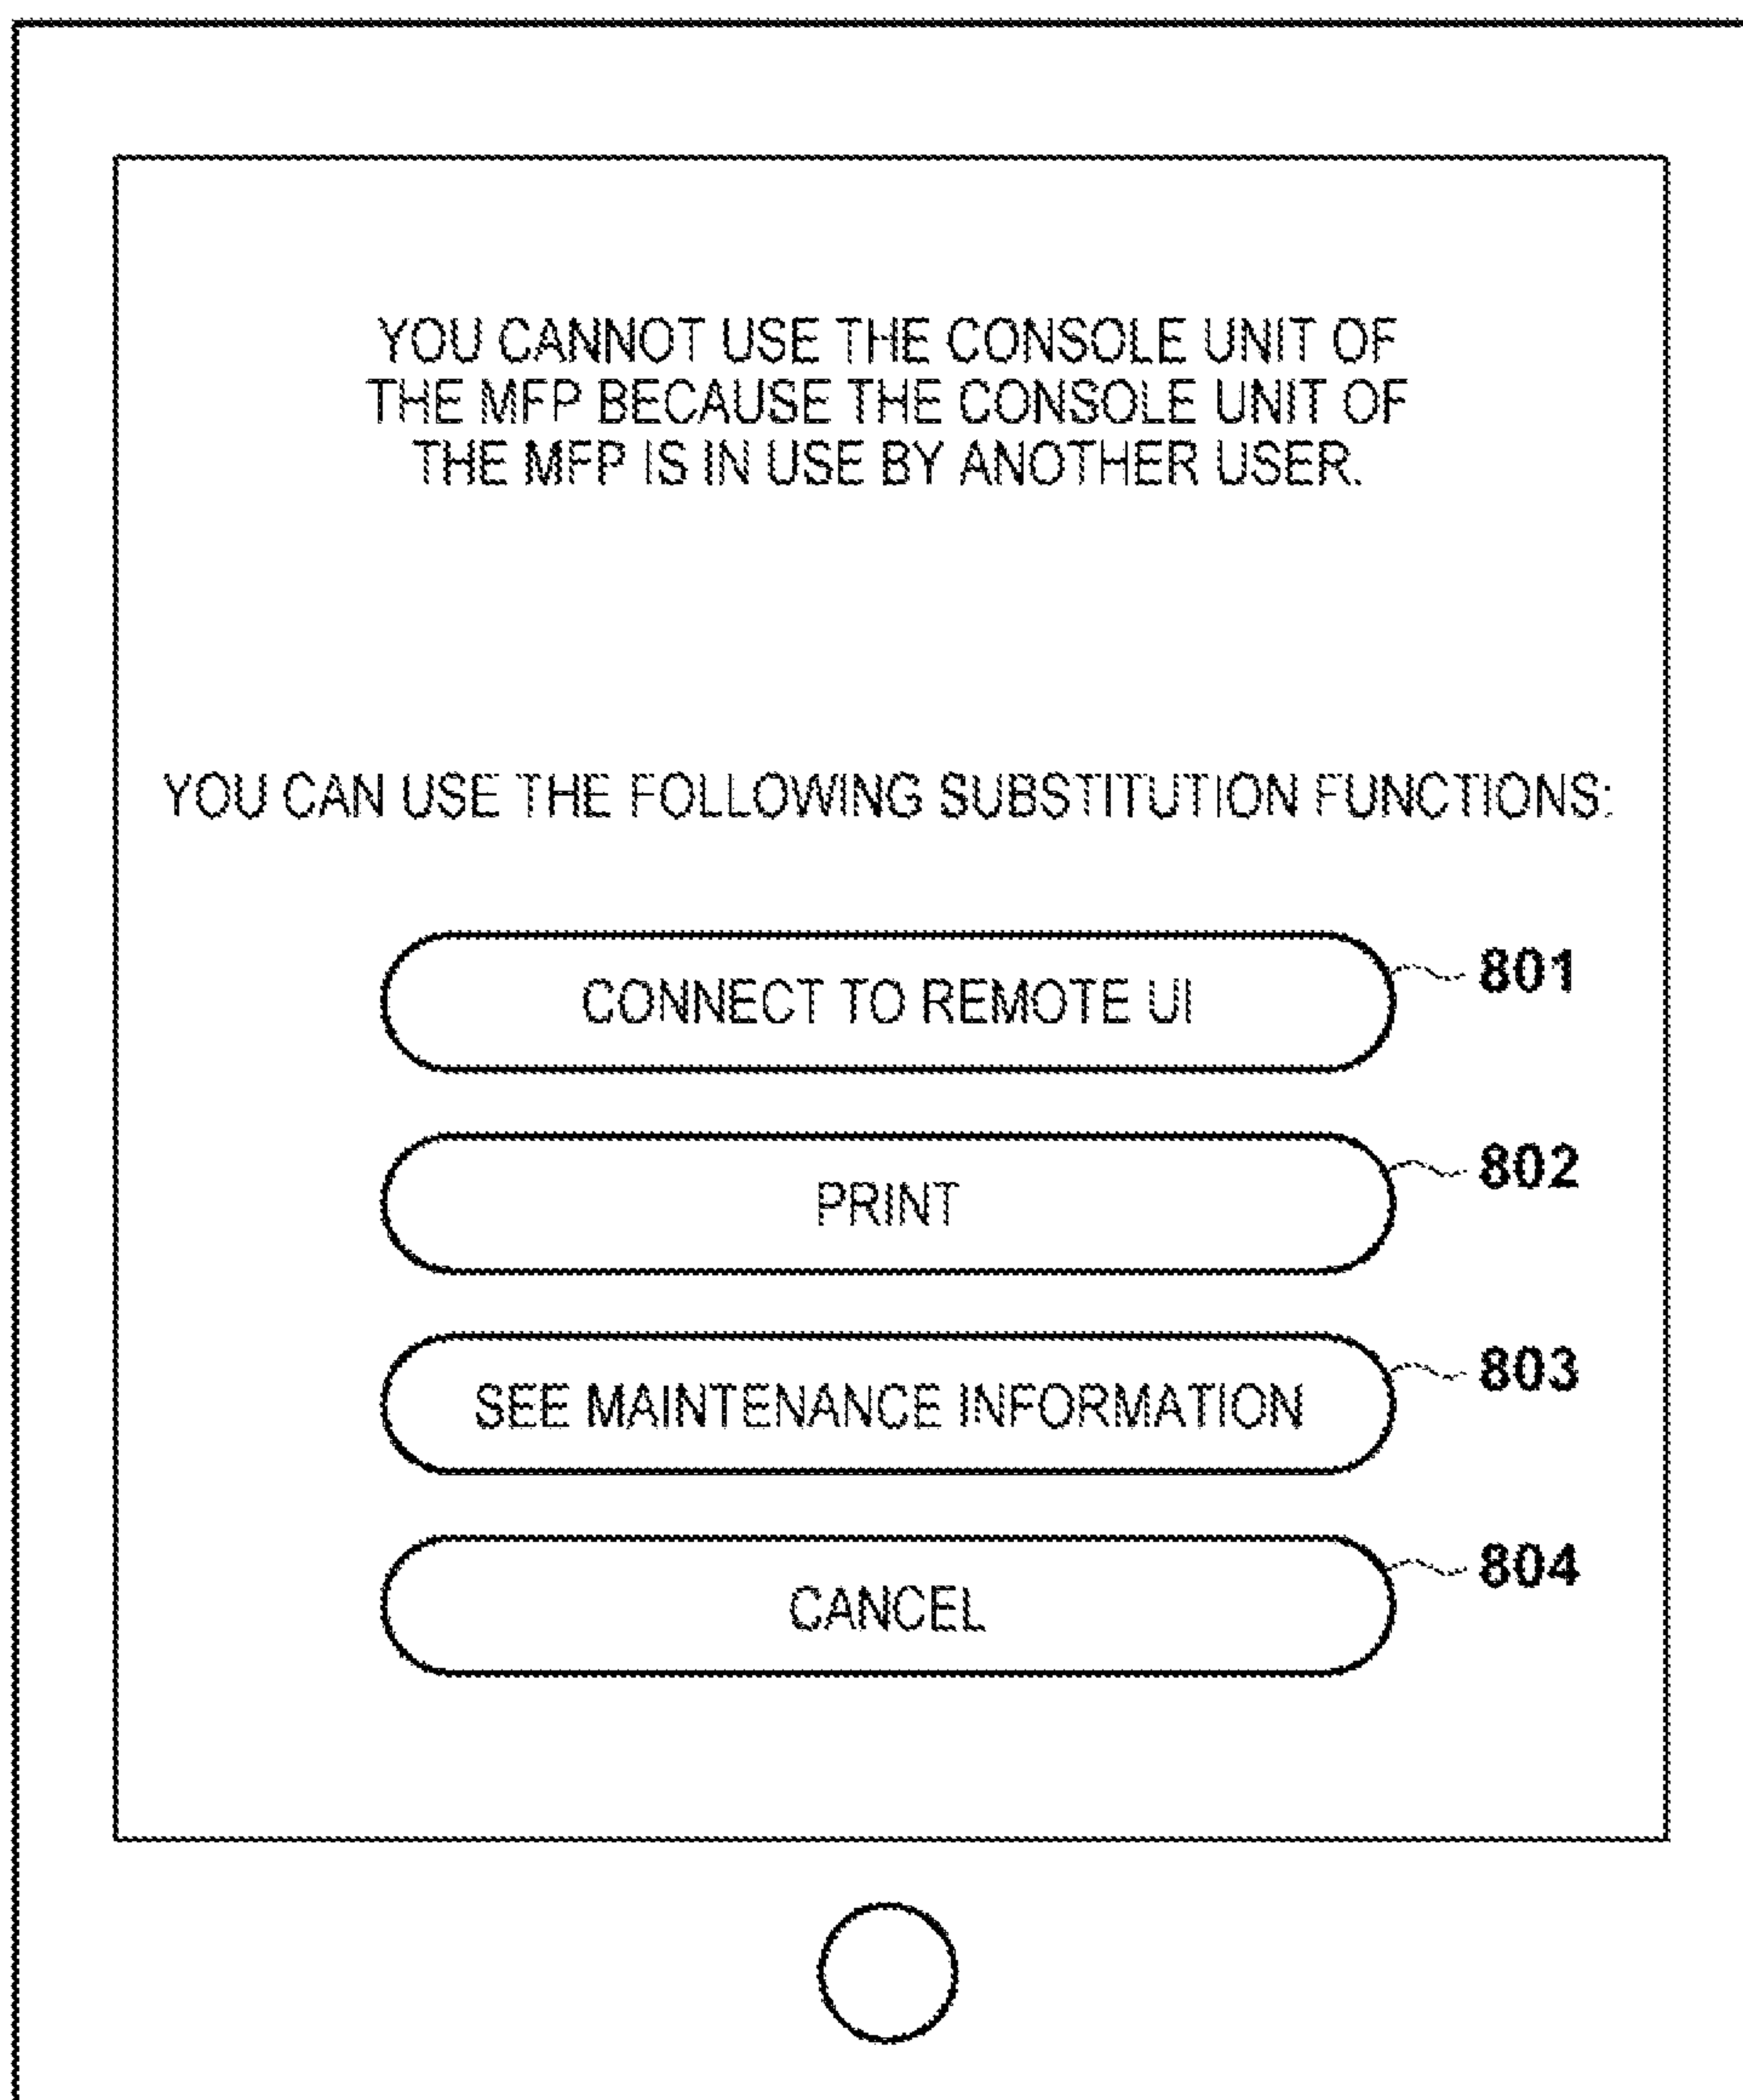 YOU CANNOT USE THE CONSOLE UNIT OF
THE MFP BECAUSE THE CONSOLE UNIT OF
THE MFP IS IN USE BY ANOTHER USER.
YOU CAN USE THE FOLLOWING SUBSTITUTION FUNCTIONS:
CONNECT TO REMOTE UI
801
PRINT
802
SEE MAINTENANCE INFORMATION
803
CANCEL
804